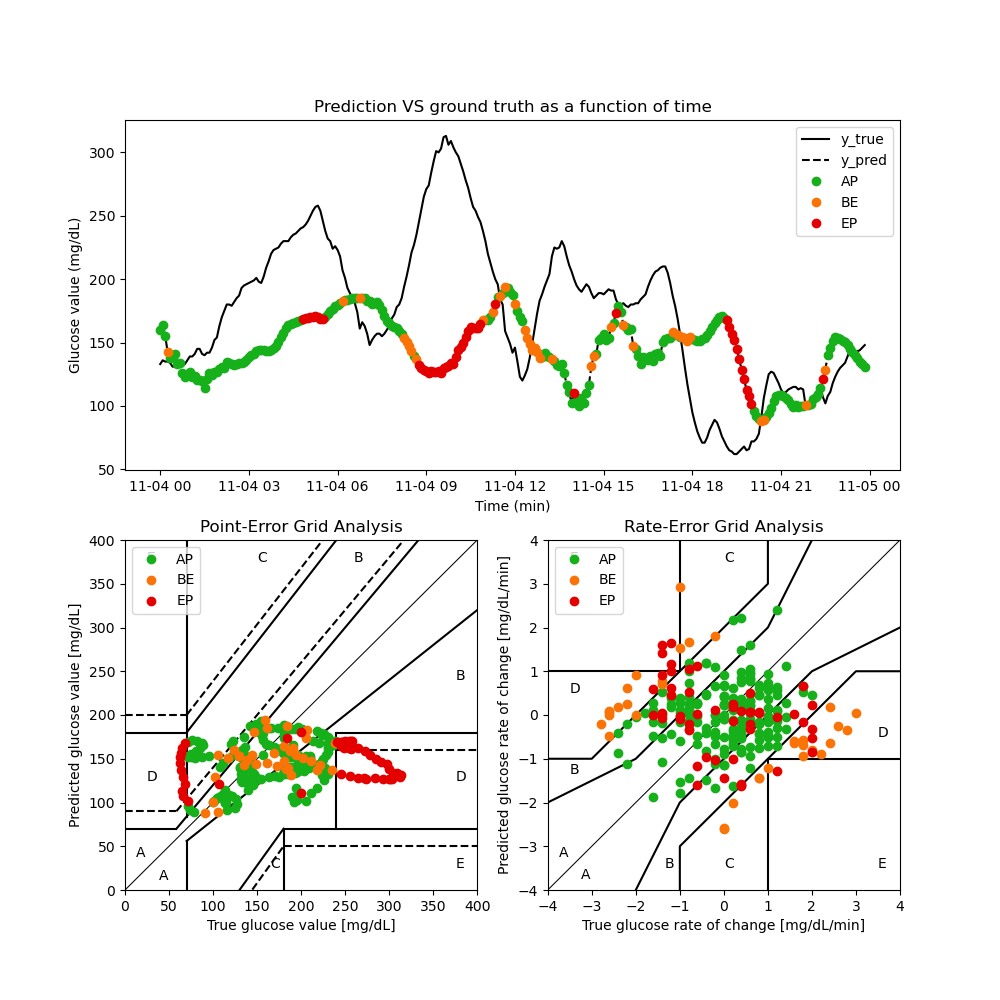 Prediction VS ground truth as a function of time
Glucose value (mg/dL)
300
250
200
150
100
50
y_true
y_pred
AP
BE
EP
11-04 00 11-04 03 11-04 06 11-04 09 11-04 12 11-04 15 11-04 18 11-04 21 11-05 00
Time (min)
Point-Error Grid Analysis
Predicted glucose value [mg/dL]
400
350
300
250
200
150
100
50
0
AP
BE
EP
C
B
B
D
D
A
A
C
E
0 50 100 150 200 250 300 350 400
True glucose value [mg/dL]
Rate-Error Grid Analysis
Predicted glucose rate of change [mg/dL/min]
4
3
2
1
0
−1
−2
−3
−4
AP
BE
EP
C
D
D
B
A
A
B
C
E
−4 −3 −2 −1 0 1 2 3 4
True glucose rate of change [mg/dL/min]